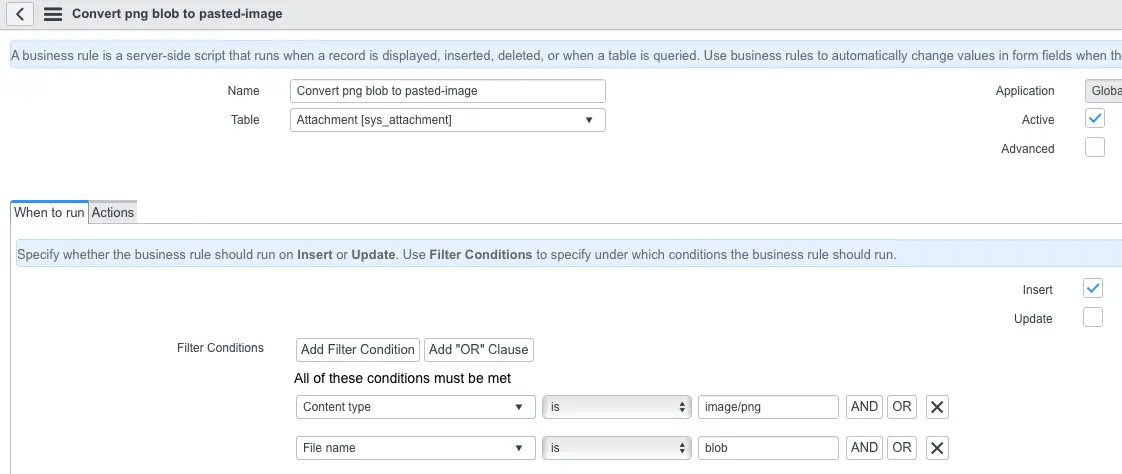 Convert png blob to pasted-image
A business rule is a server-side script that runs when a record is displayed, inserted, deleted, or when a table is queried. Use business rules to automatically change values in form fields when
Name Convert png blob to pasted-image Application
Table Attachment [sys_attachment] Active
Advanced
When to run Actions
Specify whether the business rule should run on Insert or Update. Use Filter Conditions to specify under which conditions the business rule should run.
Insert
Update
Filter Conditions Add Filter Condition Add "OR" Clause
All of these conditions must be met
Content type is image/png AND OR
File name is blob AND OR